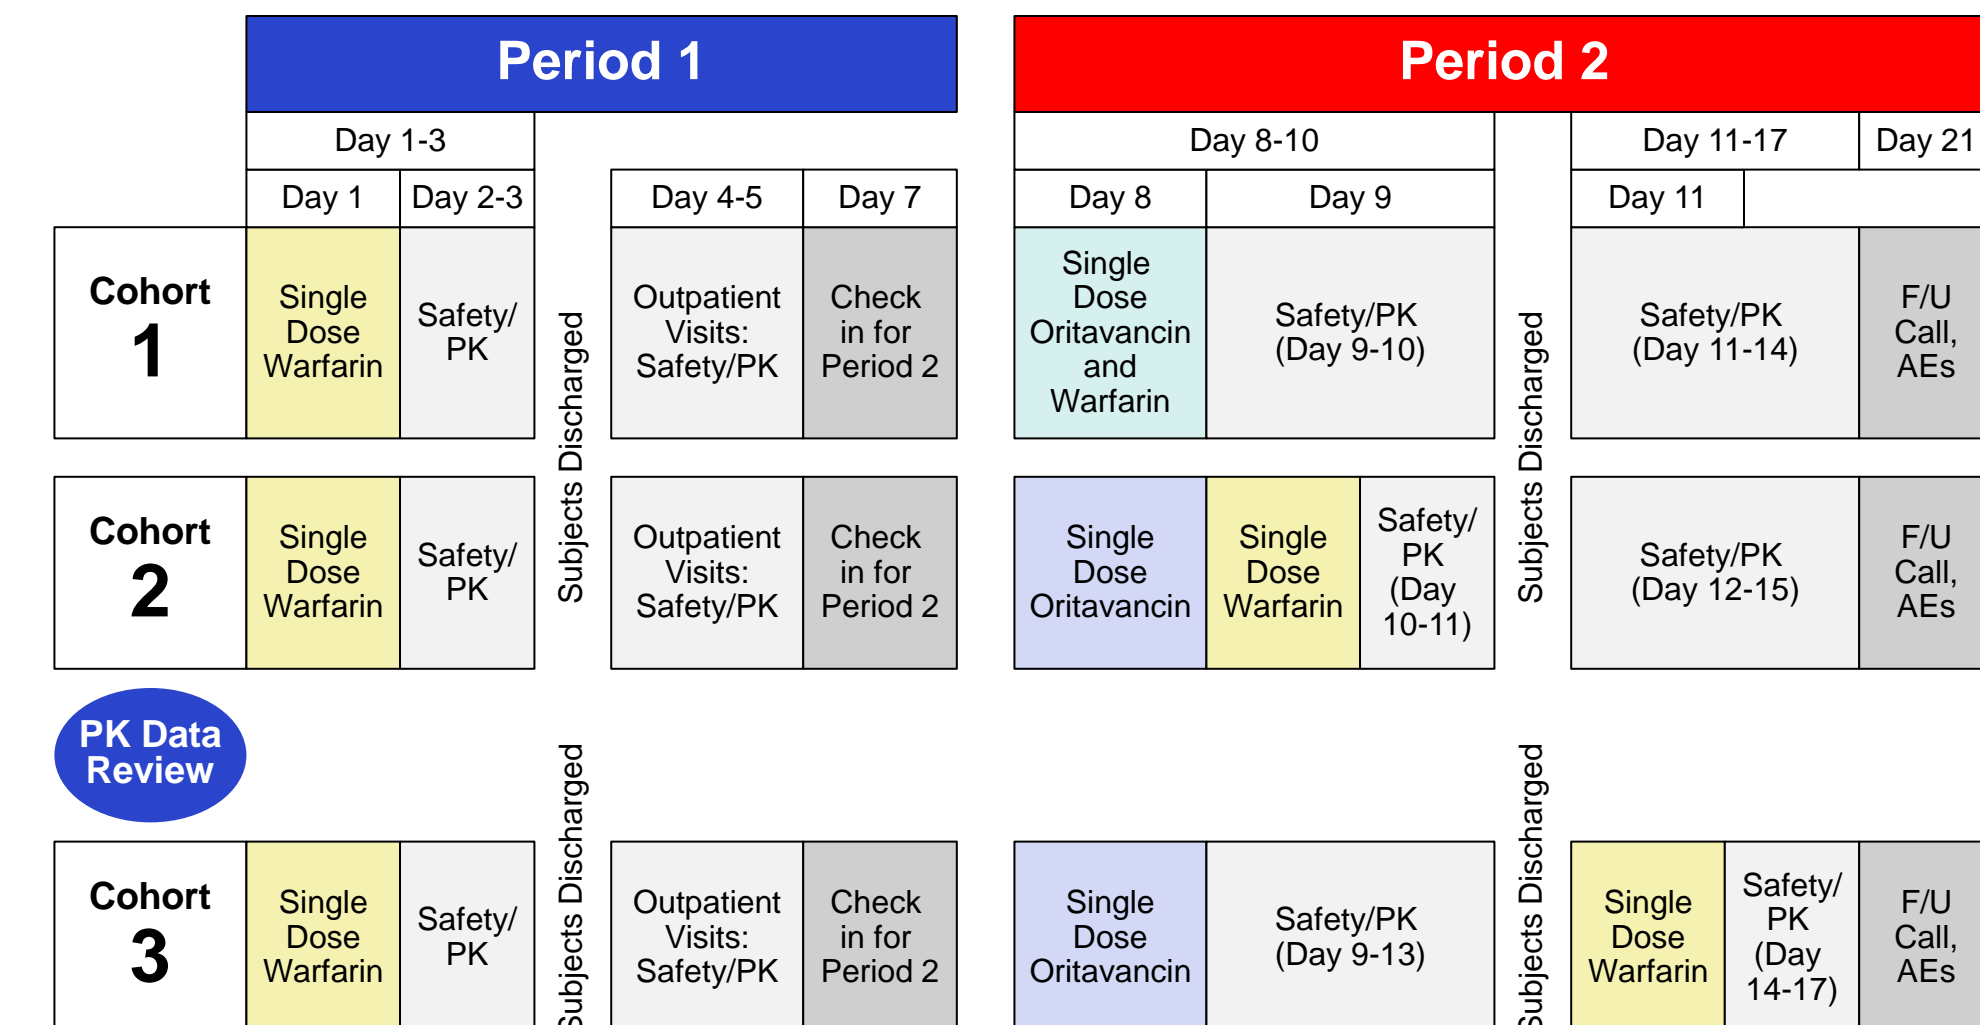 Period 1
Period 2
Day 1-3
Day 8-10
Day 11-17
Day 21
Day 1
Day 2-3
Day 4-5
Day 7
Day 8
Day 9
Day 11
Cohort
1
Single
Dose
Warfarin
Safety/
PK
Subjects Discharged
Outpatient
Visits:
Safety/PK
Check
in for
Period 2
Single
Dose
Oritavancin
and
Warfarin
Safety/PK
(Day 9-10)
Subjects Discharged
Safety/PK
(Day 11-14)
F/U
Call,
AEs
Cohort
2
Single
Dose
Warfarin
Safety/
PK
Outpatient
Visits:
Safety/PK
Check
in for
Period 2
Single
Dose
Oritavancin
Single
Dose
Warfarin
Safety/
PK
(Day
10-11)
Safety/PK
(Day 12-15)
F/U
Call,
AEs
PK Data
Review
Cohort
3
Single
Dose
Warfarin
Safety/
PK
Subjects Discharged
Outpatient
Visits:
Safety/PK
Check
in for
Period 2
Single
Dose
Oritavancin
Safety/PK
(Day 9-13)
Subjects Discharged
Single
Dose
Warfarin
Safety/
PK
(Day
14-17)
F/U
Call,
AEs